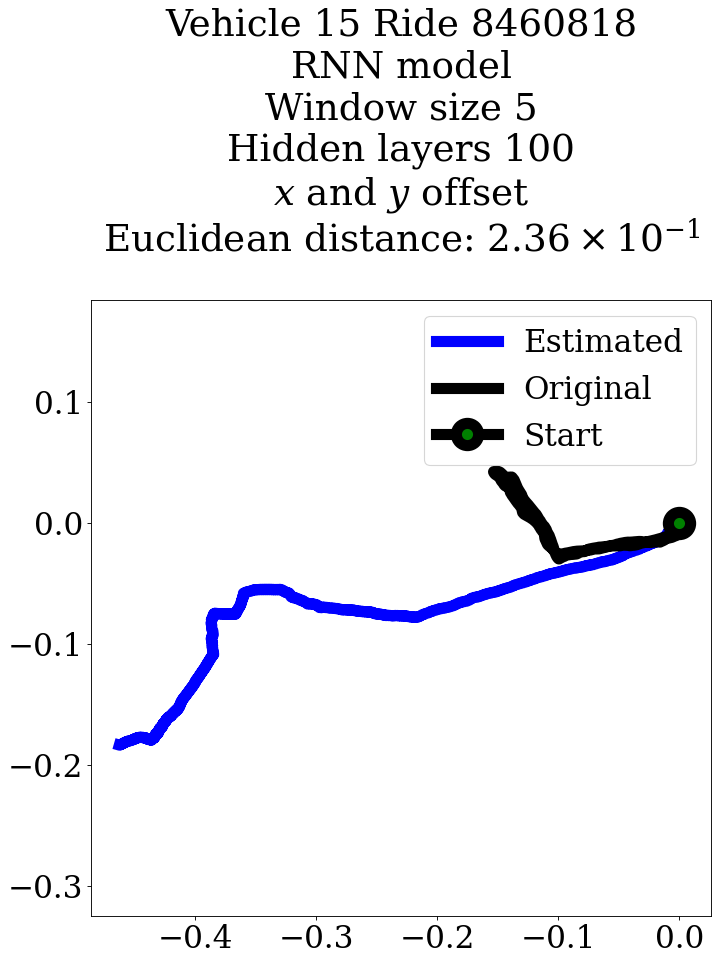 Vehicle 15 Ride 8460818
RNN model
Window size 5
Hidden layers 100
x and y offset
Euclidean distance: 2.36 × 10⁻¹
Estimated
Original
Start
0.1
0.0
−0.1
−0.2
−0.3
−0.4 −0.3 −0.2 −0.1 0.0